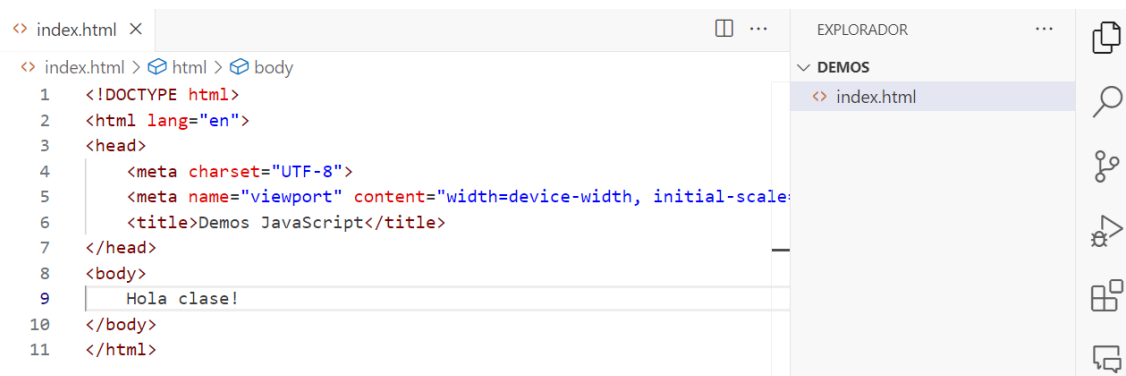 index.html
index.html > html > body
1 <!DOCTYPE html>
2 <html lang="en">
3 <head>
4 <meta charset="UTF-8">
5 <meta name="viewport" content="width=device-width, initial-scale=
6 <title>Demos JavaScript</title>
7 </head>
8 <body>
9 Hola clase!
10 </body>
11 </html>
EXPLORADOR
DEMOS
index.html